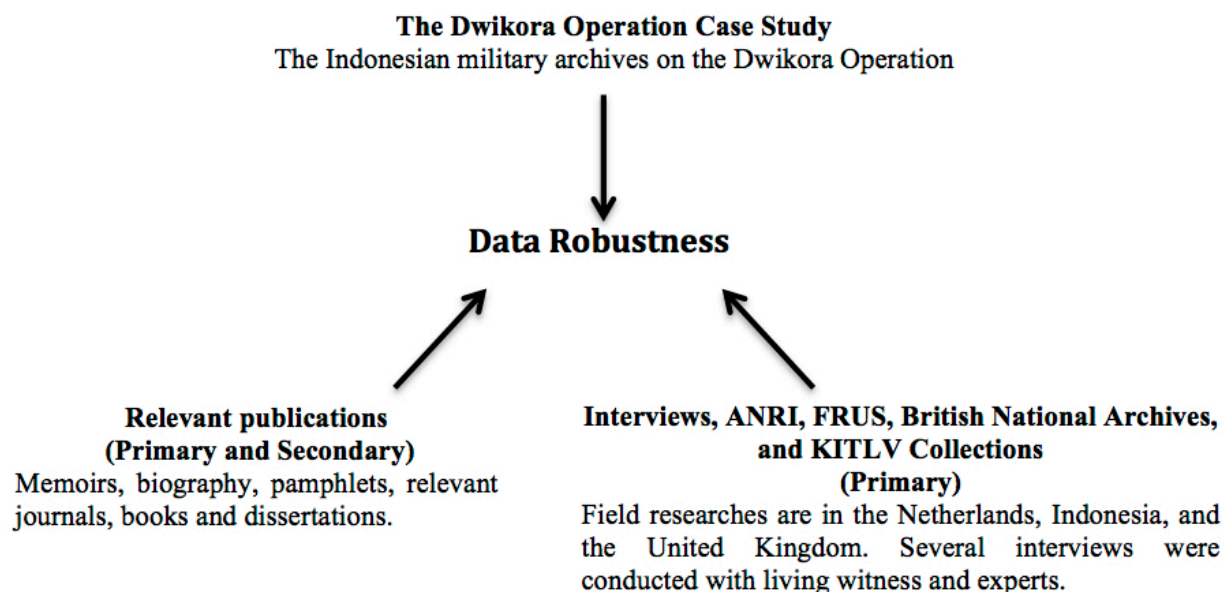 The Dwikora Operation Case Study
The Indonesian military archives on the Dwikora Operation
Data Robustness
Relevant publications
(Primary and Secondary)
Memoirs, biography, pamphlets, relevant
journals, books and dissertations.
Interviews, ANRI, FRUS, British National Archives,
and KITLV Collections
(Primary)
Field researches are in the Netherlands, Indonesia, and
the United Kingdom. Several interviews were
conducted with living witness and experts.